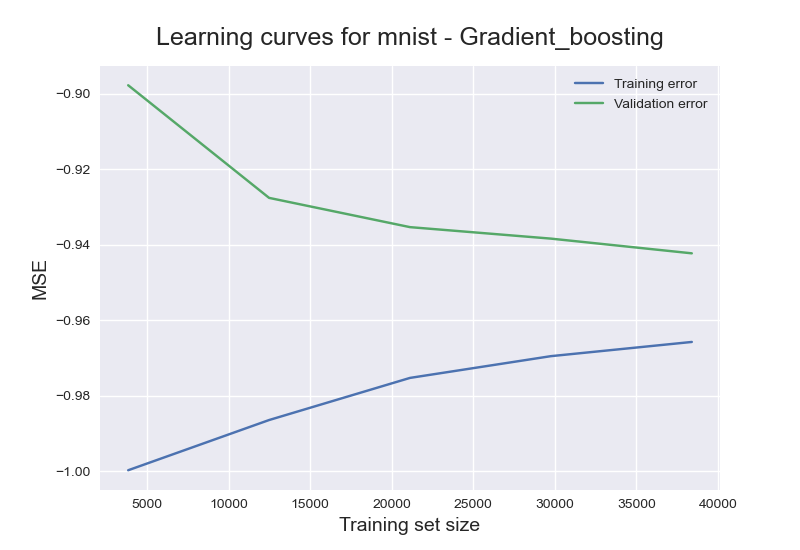 Learning curves for mnist - Gradient_boosting
Training error
Validation error
MSE
−0.90
−0.92
−0.94
−0.96
−0.98
−1.00
5000 10000 15000 20000 25000 30000 35000 40000
Training set size